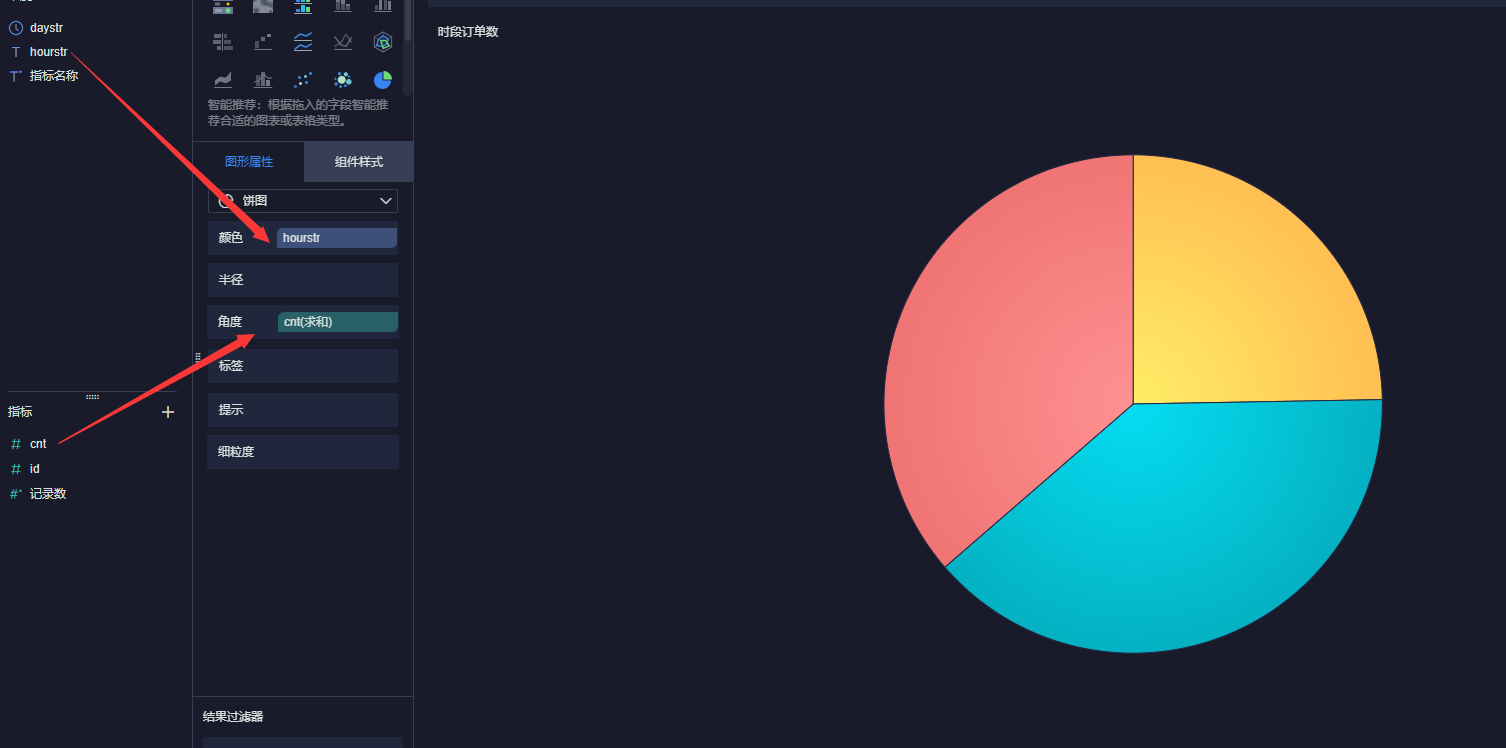 daystr
hourstr
指标名称
指标
cnt
id
记录数
智能推荐：根据拖入的字段智能推
荐合适的图表或表格类型。
图形属性
组件样式
饼图
颜色
hourstr
半径
角度
cnt(求和)
标签
提示
细粒度
结果过滤器
时段订单数